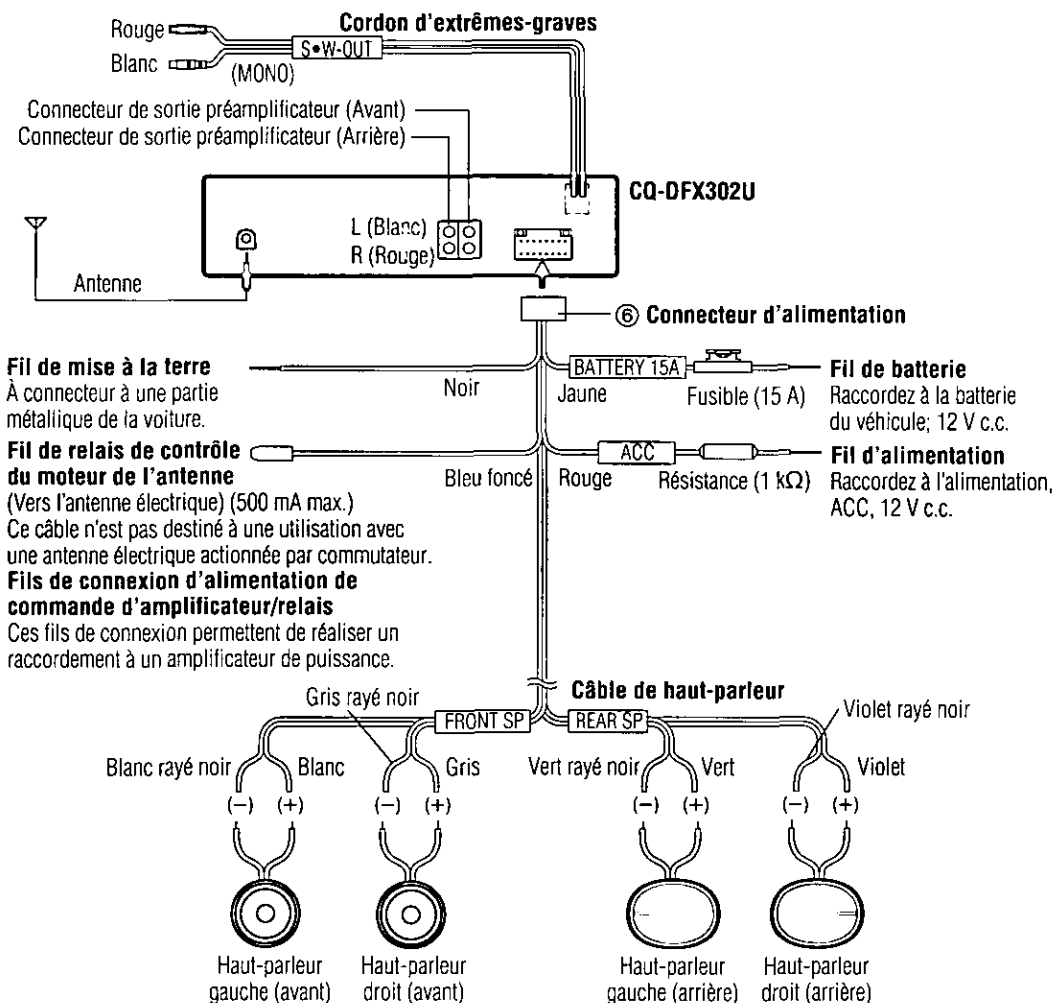 Cordon d'extrêmes-graves
Rouge
S•W-OUT
Blanc
(MONO)
Connecteur de sortie préamplificateur (Avant)
Connecteur de sortie préamplificateur (Arrière)
CQ-DFX302U
L (Blanc)
R (Rouge)
Antenne
⑥ Connecteur d'alimentation
Fil de mise à la terre
À connecteur à une partie
métallique de la voiture.
Noir
Jaune
BATTERY 15A
Fusible (15 A)
Fil de batterie
Raccordez à la batterie
du véhicule; 12 V c.c.
Fil de relais de contrôle
du moteur de l'antenne
(Vers l'antenne électrique) (500 mA max.)
Ce câble n'est pas destiné à une utilisation avec
une antenne électrique actionnée par commutateur.
Bleu foncé
Rouge
ACC
Résistance (1 kΩ)
Fil d'alimentation
Raccordez à l'alimentation,
ACC, 12 V c.c.
Fils de connexion d'alimentation de
commande d'amplificateur/relais
Ces fils de connexion permettent de réaliser un
raccordement à un amplificateur de puissance.
Câble de haut-parleur
Gris rayé noir
FRONT SP
REAR SP
Violet rayé noir
Blanc rayé noir
Blanc
Gris
Vert rayé noir
Vert
Violet
(−) (+) (−) (+) (−) (+) (−) (+)
Haut-parleur
gauche (avant)
Haut-parleur
droit (avant)
Haut-parleur
gauche (arrière)
Haut-parleur
droit (arrière)